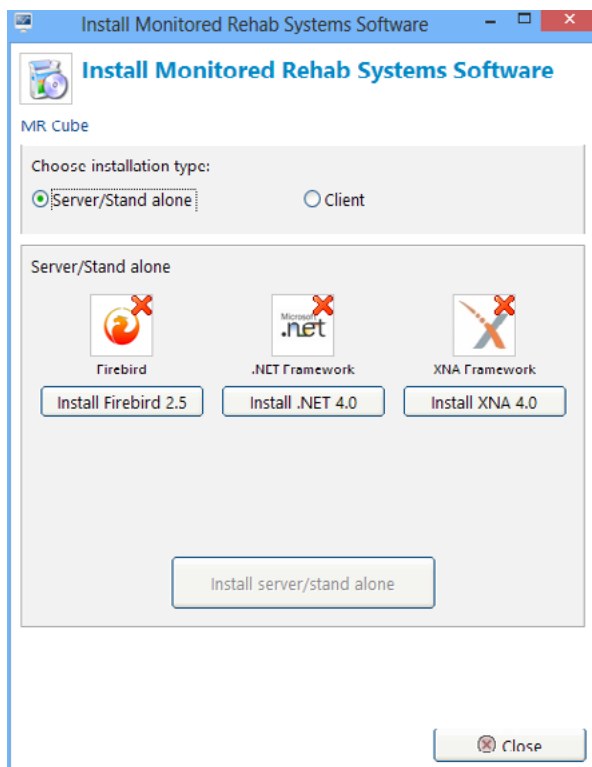 Install Monitored Rehab Systems Software
Install Monitored Rehab Systems Software
MR Cube
Choose installation type:
Server/Stand alone Client
Server/Stand alone
Microsoft
.net
Firebird .NET Framework XNA Framework
Install Firebird 2.5 Install .NET 4.0 Install XNA 4.0
Install server/stand alone
Close